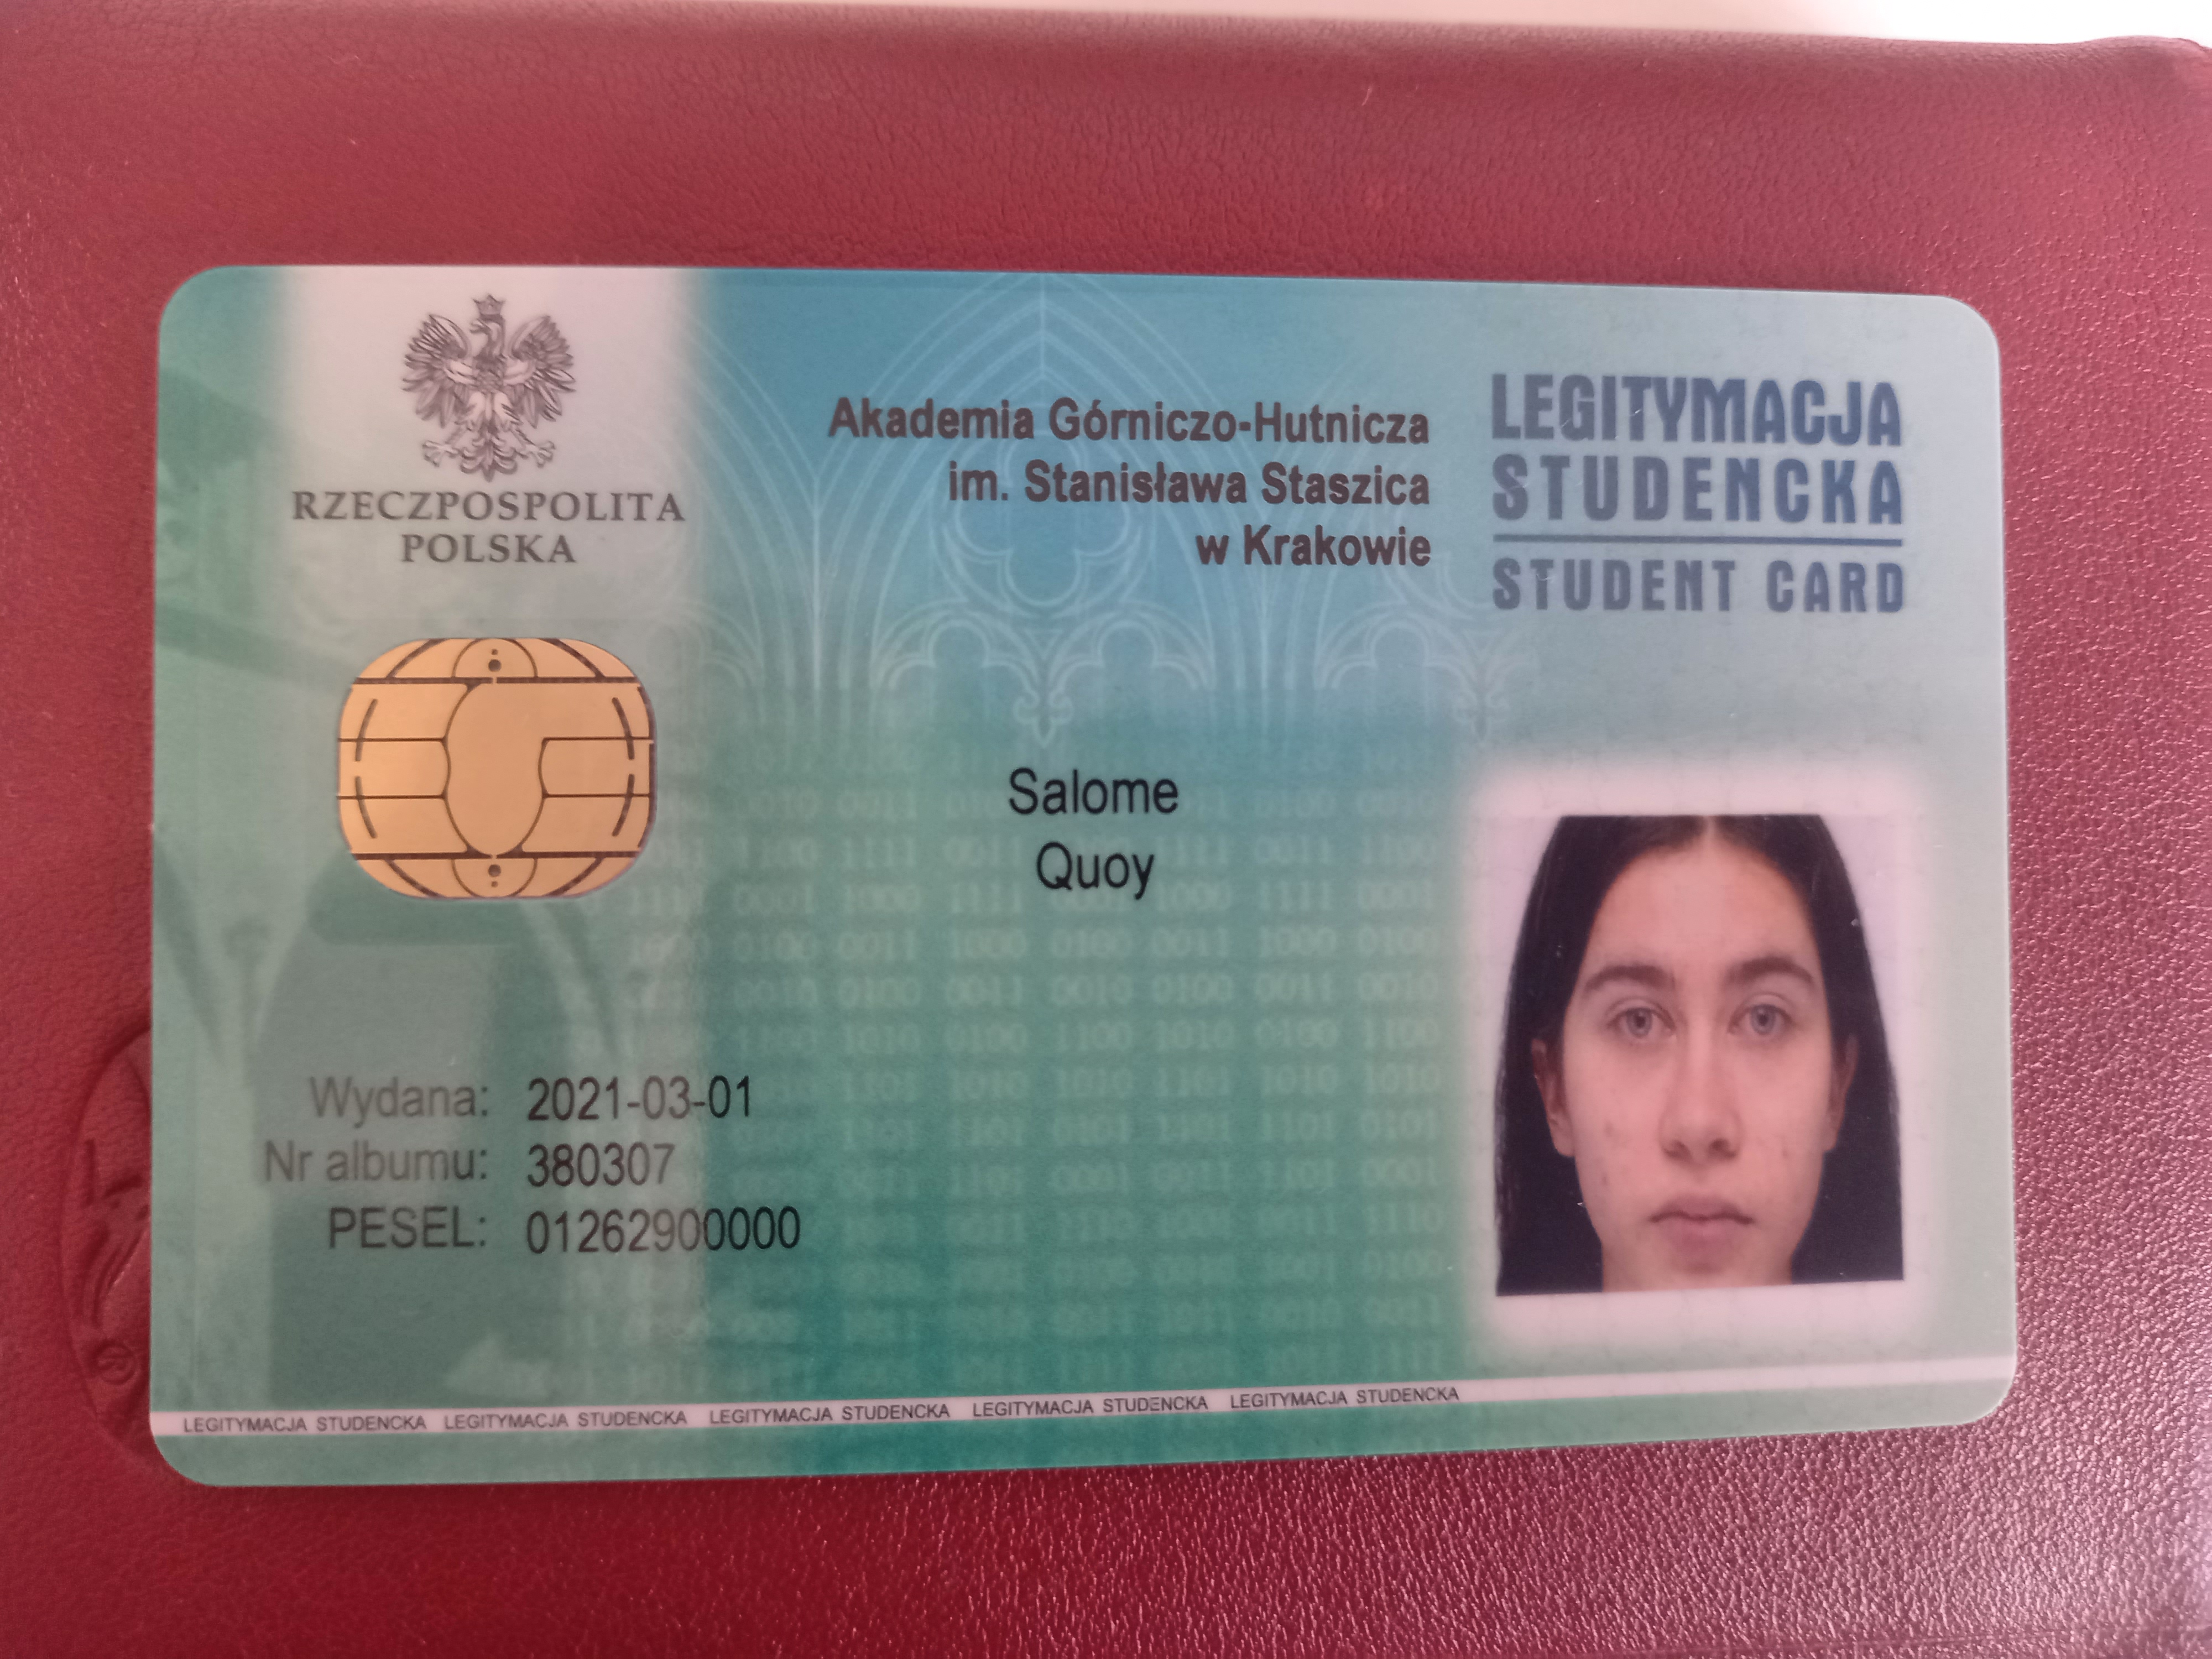 RZECZPOSPOLITA
POLSKA
Akademia Górniczo-Hutnicza
im. Stanisława Staszica
w Krakowie
LEGITYMACJA
STUDENCKA
STUDENT CARD
Salome
Quoy
Wydana: 2021-03-01
Nr albumu: 380307
PESEL: 01262900000
LEGITYMACJA STUDENCKA LEGITYMACJA STUDENCKA LEGITYMACJA STUDENCKA LEGITYMACJA STUDENCKA LEGITYMACJA STUDENCKA